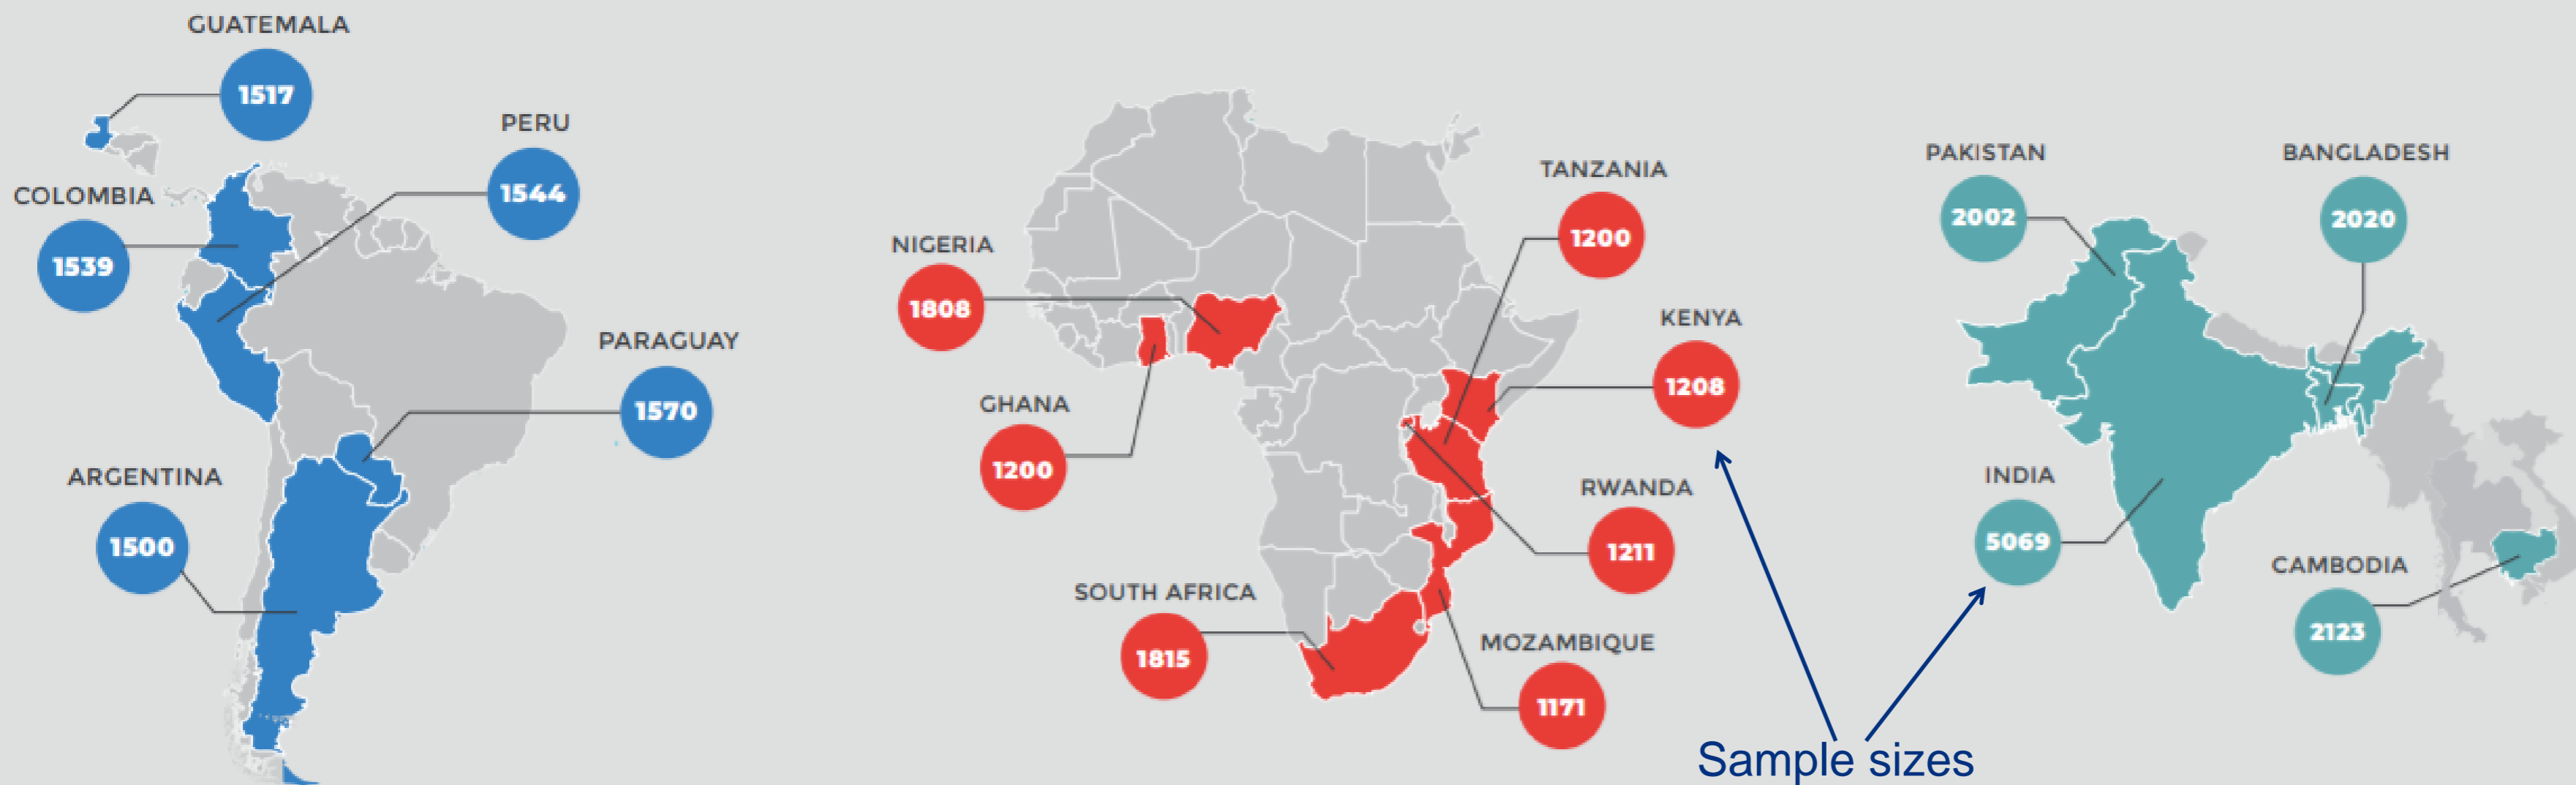 GUATEMALA
1517
PERU
1544
COLOMBIA
1539
PARAGUAY
1570
ARGENTINA
1500
NIGERIA
1808
TANZANIA
1200
KENYA
1208
GHANA
1200
RWANDA
1211
SOUTH AFRICA
1815
MOZAMBIQUE
1171
PAKISTAN
2002
BANGLADESH
2020
INDIA
5069
CAMBODIA
2123
Sample sizes